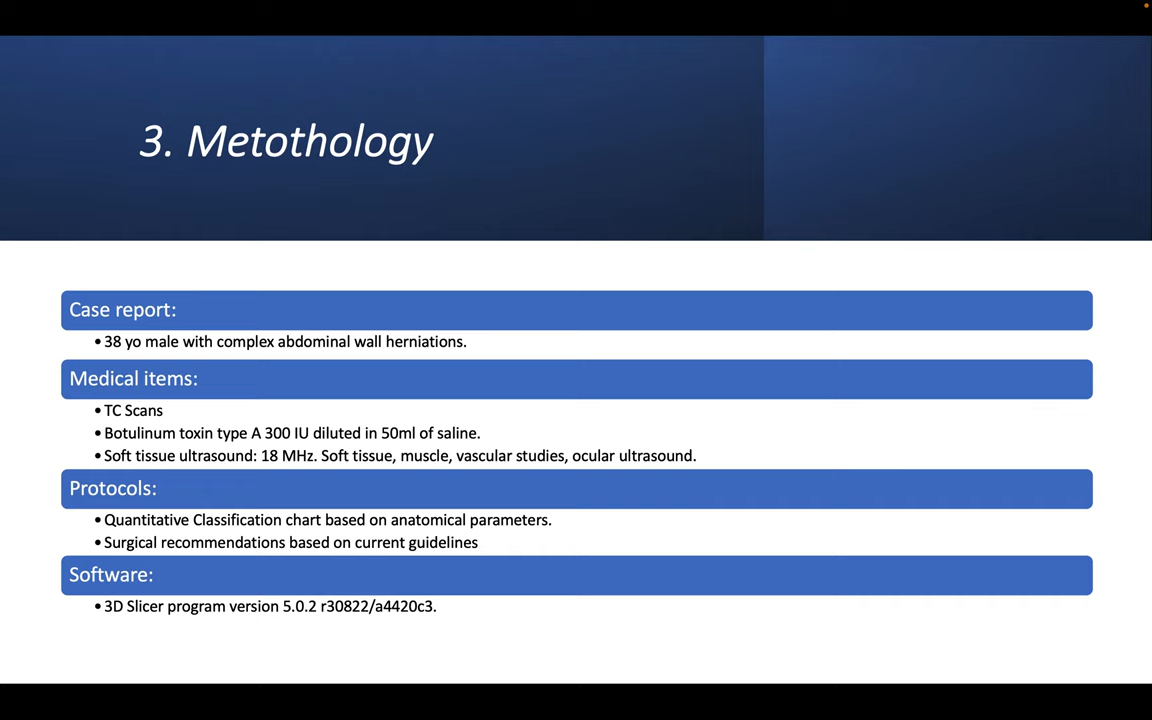 3. Metothology
Case report:
• 38 yo male with complex abdominal wall herniations.
Medical items:
• TC Scans
• Botulinum toxin type A 300 IU diluted in 50ml of saline.
• Soft tissue ultrasound: 18 MHz. Soft tissue, muscle, vascular studies, ocular ultrasound.
Protocols:
• Quantitative Classification chart based on anatomical parameters.
• Surgical recommendations based on current guidelines
Software:
• 3D Slicer program version 5.0.2 r30822/a4420c3.